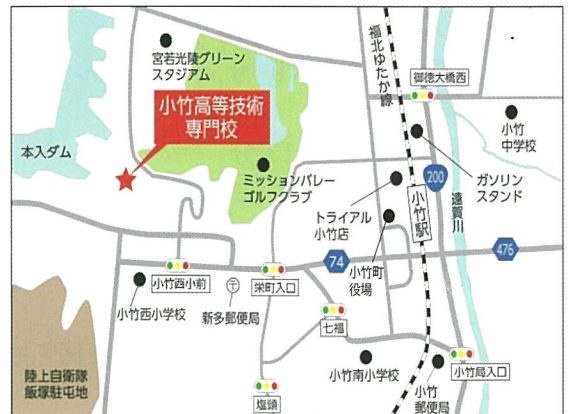 宮若光陵グリーン
スタジアム
福北ゆたか線
御徳大橋西
小竹高等技術
専門校
小竹
中学校
本入ダム
ミッションバレー
ゴルフクラブ
200
ガソリン
スタンド
トライアル
小竹店
小竹駅
遠賀川
小竹町
役場
74
476
小竹西小前
〒
栄町入口
小竹西小学校
新多郵便局
七福
陸上自衛隊
飯塚駐屯地
小竹南小学校
小竹局入口
小竹
郵便局
塩頭